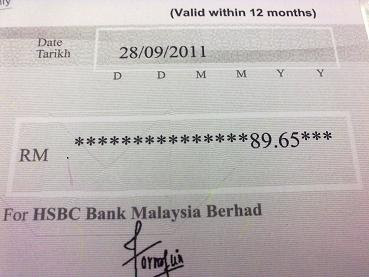 (Valid within 12 months)
Date
Tarikh
28/09/2011
D D M M Y Y
RM ***************89.65***
For HSBC Bank Malaysia Berhad